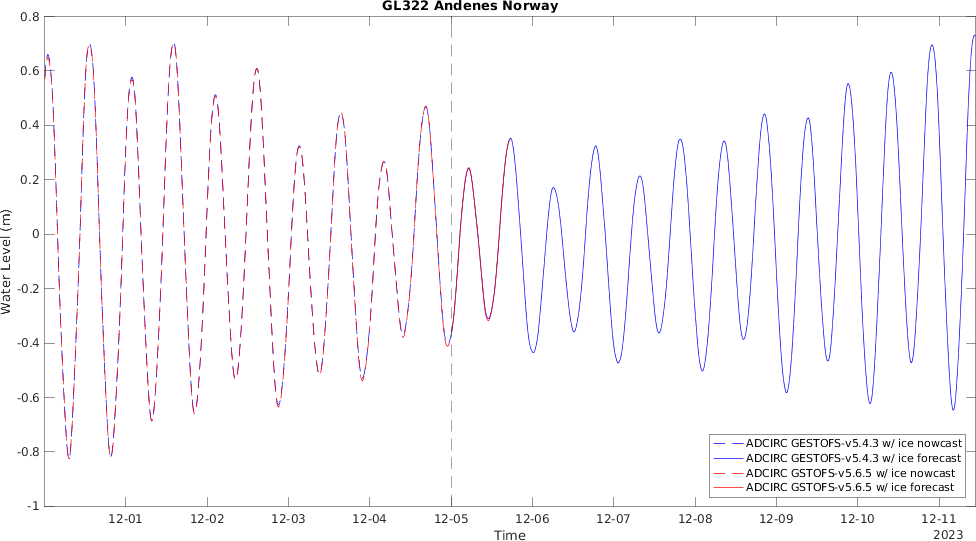 GL322 Andenes Norway
0.8
0.6
0.4
0.2
0
-0.2
-0.4
-0.6
-0.8
-1
Water Level (m)
12-01 12-02 12-03 12-04 12-05 12-06 12-07 12-08 12-09 12-10 12-11
Time
2023
ADCIRC GESTOFS-v5.4.3 w/ ice nowcast
ADCIRC GESTOFS-v5.4.3 w/ ice forecast
ADCIRC GSTOFS-v5.6.5 w/ ice nowcast
ADCIRC GSTOFS-v5.6.5 w/ ice forecast